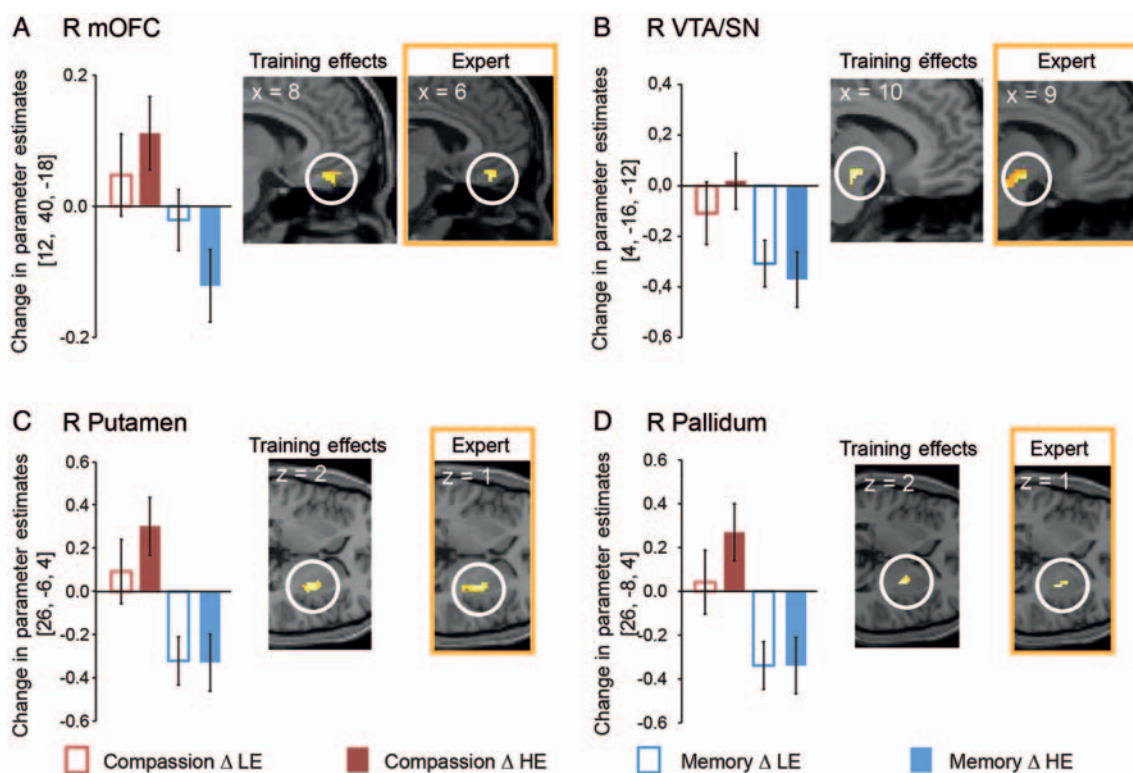 A R mOFC
Change in parameter estimates
[12, 40, -18]
0.2
0.0
-0.2
Training effects
x = 8
Expert
x = 6
B R VTA/SN
Change in parameter estimates
[4, -16, -12]
0,4
0,2
0,0
-0,2
-0,4
-0,6
Training effects
x = 10
Expert
x = 9
C R Putamen
Change in parameter estimates
[26, -6, 4]
0.6
0.4
0.2
0.0
-0.2
-0.4
-0.6
Training effects
z = 2
Expert
z = 1
D R Pallidum
Change in parameter estimates
[26, -8, 4]
0.6
0.4
0.2
0.0
-0.2
-0.4
-0.6
Training effects
z = 2
Expert
z = 1
Compassion Δ LE
Compassion Δ HE
Memory Δ LE
Memory Δ HE